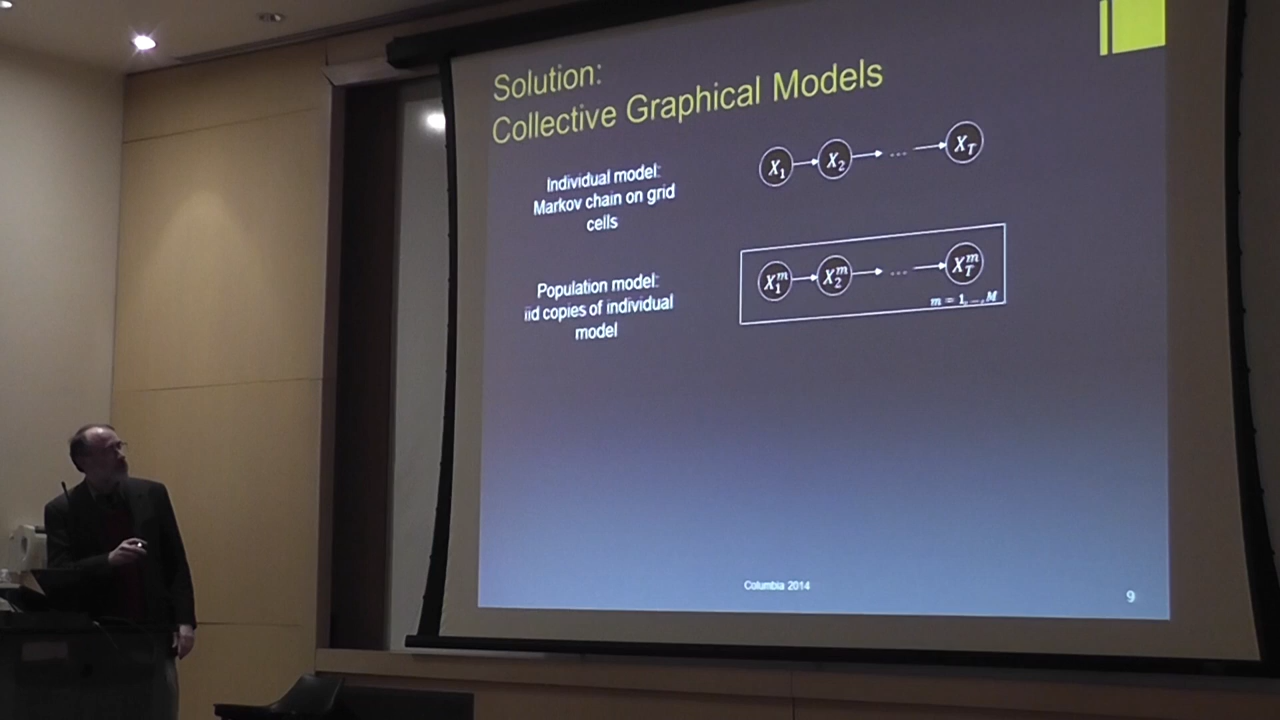 Solution:
Collective Graphical Models
Individual model:
Markov chain on grid
cells
X₁ X₂ ... X_T
Population model:
iid copies of individual
model
X₁ᵐ X₂ᵐ ... X_Tᵐ
m = 1, ..., M
Columbia 2014
9